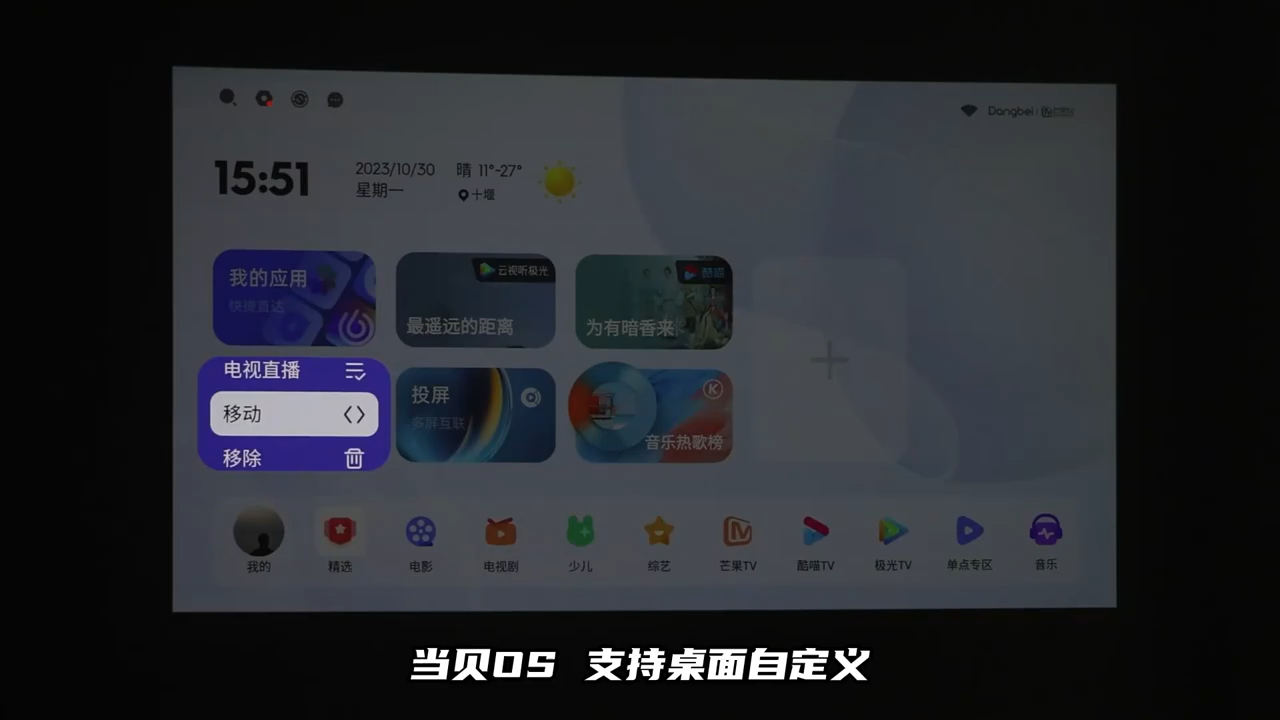 Dangbei
15:51
2023/10/30
星期一
晴 11°-27°
十堰
我的应用
快捷直达
云视听极光
最遥远的距离
酷喵
为有暗香来
电视直播
移动
移除
投屏
多屏互联
音乐热歌榜
我的
精选
电影
电视剧
少儿
综艺
芒果TV
酷喵TV
极光TV
单点专区
音乐
当贝OS 支持桌面自定义